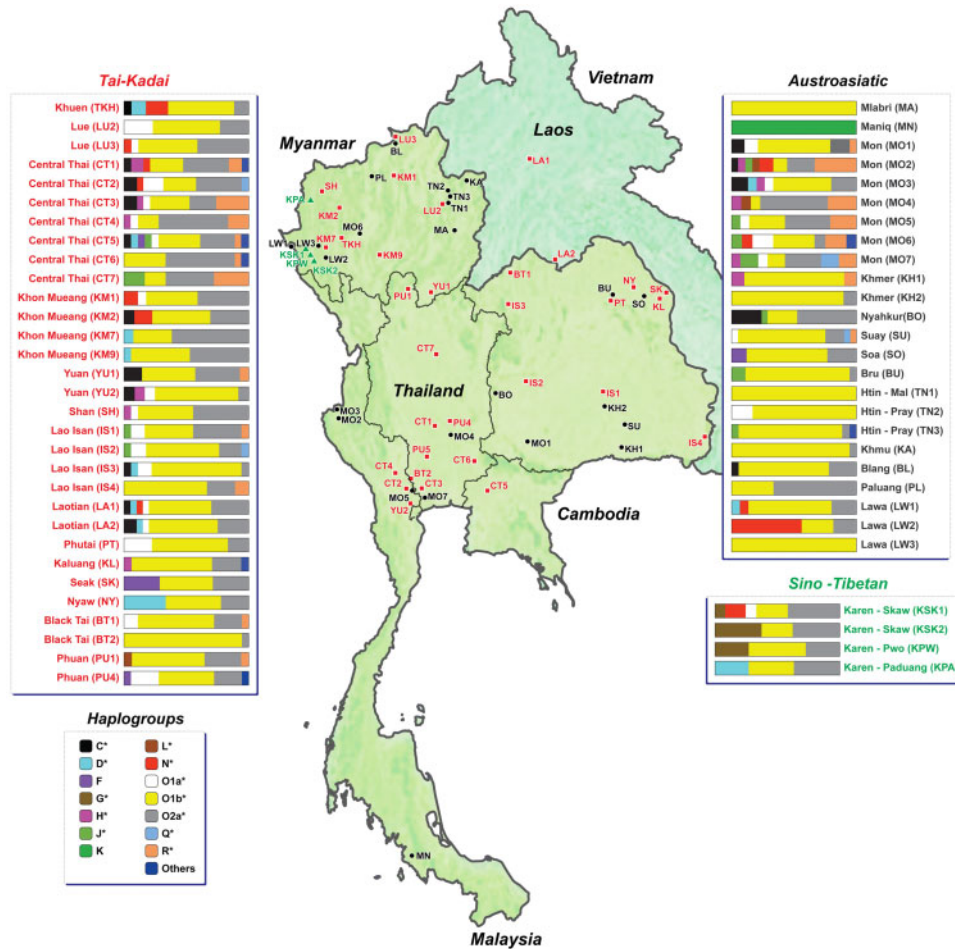 Tai-Kadai
Khuen (TKH)
Lue (LU2)
Lue (LU3)
Central Thai (CT1)
Central Thai (CT2)
Central Thai (CT3)
Central Thai (CT4)
Central Thai (CT5)
Central Thai (CT6)
Central Thai (CT7)
Khon Mueang (KM1)
Khon Mueang (KM2)
Khon Mueang (KM7)
Khon Mueang (KM9)
Yuan (YU1)
Yuan (YU2)
Shan (SH)
Lao Isan (IS1)
Lao Isan (IS2)
Lao Isan (IS3)
Lao Isan (IS4)
Laotian (LA1)
Laotian (LA2)
Phutai (PT)
Kaluang (KL)
Seak (SK)
Nyaw (NY)
Black Tai (BT1)
Black Tai (BT2)
Phuan (PU1)
Phuan (PU4)
Haplogroups
C*
D*
F
G*
H*
J*
K
L*
N*
O1a*
O1b*
O2a*
Q*
R*
Others
Vietnam
Laos
Myanmar
Thailand
Cambodia
Malaysia
LU3
BL
LA1
PL
KM1
KA
TN2
TN3
TN1
SH
KPA
LU2
KM2
MO6
MA
LW1
LW3
KM7
TKH
KSK1
KPW
LW2
KSK2
KM9
LA2
BT1
PU1
YU1
IS3
BU
NY
SK
PT
SO
KL
CT7
IS2
BO
IS1
KH2
MO3
MO2
CT1
PU4
MO4
SU
IS4
MO1
KH1
PU5
CT6
CT4
BT2
CT2
CT3
CT5
MO5
MO7
YU2
MN
Austroasiatic
Mlabri (MA)
Maniq (MN)
Mon (MO1)
Mon (MO2)
Mon (MO3)
Mon (MO4)
Mon (MO5)
Mon (MO6)
Mon (MO7)
Khmer (KH1)
Khmer (KH2)
Nyahkur(BO)
Suay (SU)
Soa (SO)
Bru (BU)
Htin - Mal (TN1)
Htin - Pray (TN2)
Htin - Pray (TN3)
Khmu (KA)
Blang (BL)
Paluang (PL)
Lawa (LW1)
Lawa (LW2)
Lawa (LW3)
Sino -Tibetan
Karen - Skaw (KSK1)
Karen - Skaw (KSK2)
Karen - Pwo (KPW)
Karen - Paduang (KPA)